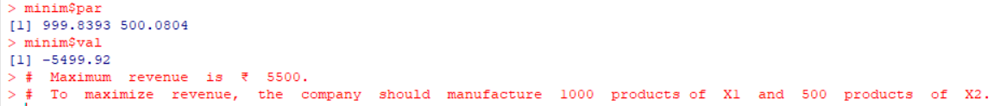 > minim$par
[1] 999.8393 500.0804
> minim$val
[1] -5499.92
> # Maximum revenue is ₹ 5500.
> # To maximize revenue, the company should manufacture 1000 products of X1 and 500 products of X2.